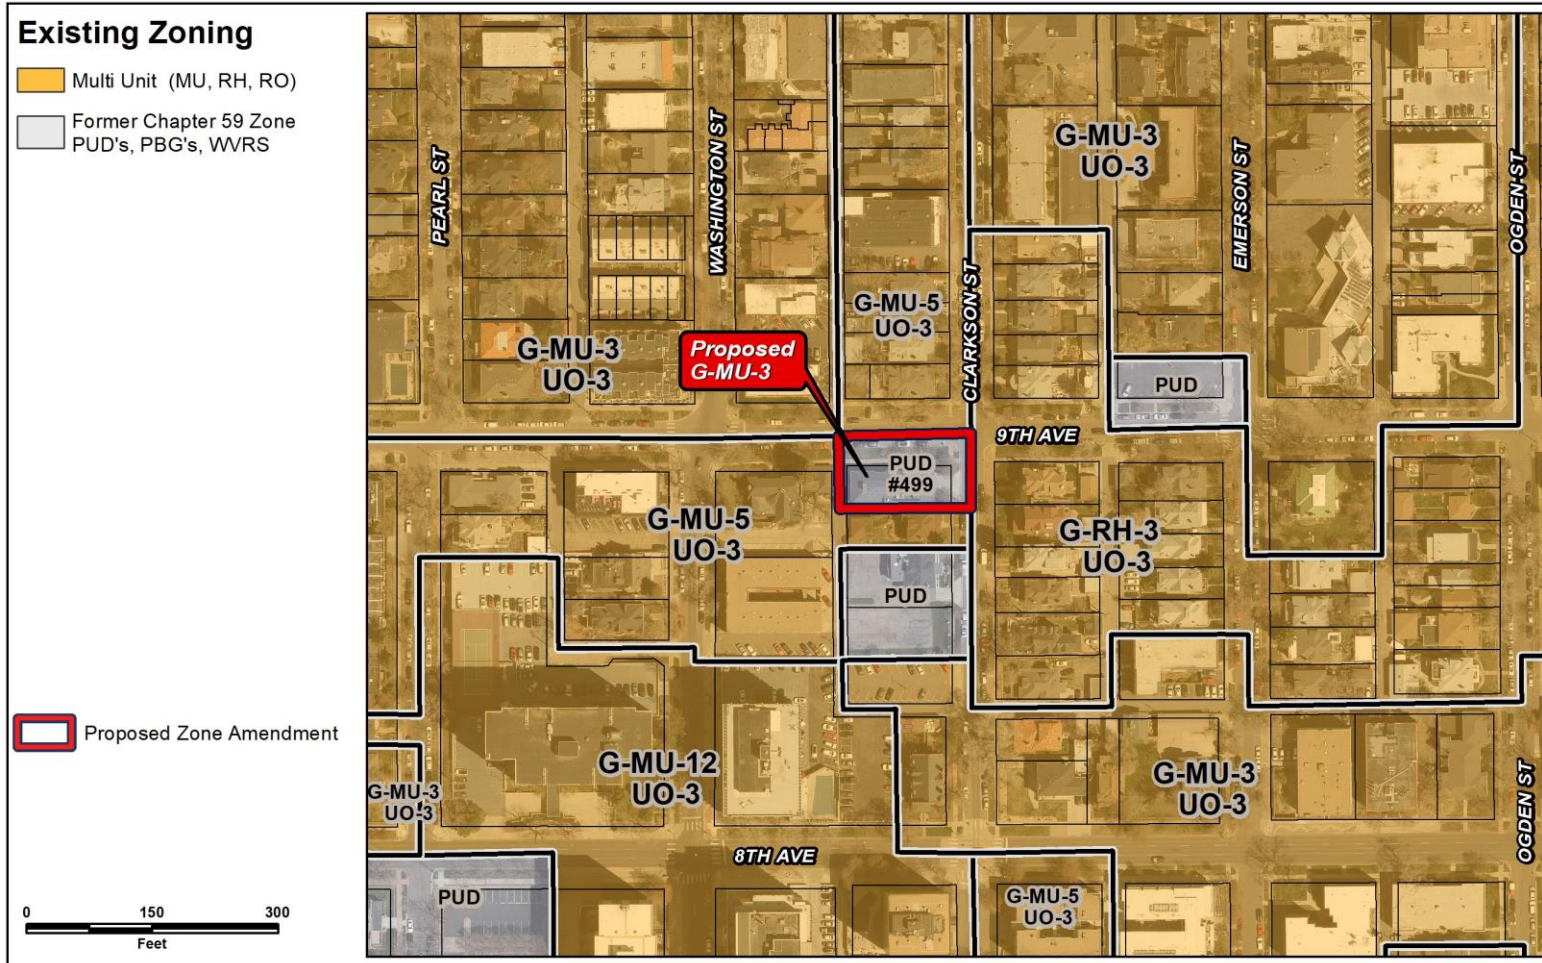 Existing Zoning
Multi Unit (MU, RH, RO)
Former Chapter 59 Zone
PUD's, PBG's, WVRS
Proposed Zone Amendment
0 150 300
Feet
PEARL ST
WASHINGTON ST
CLARKSON ST
EMERSON ST
OGDEN ST
G-MU-3
UO-3
G-MU-5
UO-3
G-MU-3
UO-3
Proposed
G-MU-3
PUD
9TH AVE
PUD
#499
G-MU-5
UO-3
G-RH-3
UO-3
PUD
G-MU-12
UO-3
G-MU-3
UO-3
G-MU-3
UO-3
OGDEN ST
8TH AVE
PUD
G-MU-5
UO-3